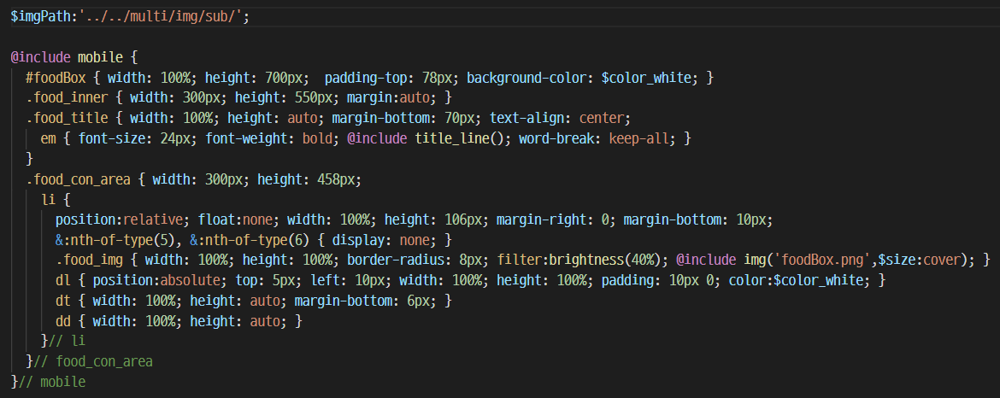 $imgPath:'../../multi/img/sub/';
@include mobile {
#foodBox { width: 100%; height: 700px;  padding-top: 78px; background-color: $color_white; }
.food_inner { width: 300px; height: 550px; margin:auto; }
.food_title { width: 100%; height: auto; margin-bottom: 70px; text-align: center;
em { font-size: 24px; font-weight: bold; @include title_line(); word-break: keep-all; }
}
.food_con_area { width: 300px; height: 458px;
li {
position:relative; float:none; width: 100%; height: 106px; margin-right: 0; margin-bottom: 10px;
&:nth-of-type(5), &:nth-of-type(6) { display: none; }
.food_img { width: 100%; height: 100%; border-radius: 8px; filter:brightness(40%); @include img('foodBox.png',$size:cover); }
dl { position:absolute; top: 5px; left: 10px; width: 100%; height: 100%; padding: 10px 0; color:$color_white; }
dt { width: 100%; height: auto; margin-bottom: 6px; }
dd { width: 100%; height: auto; }
}// li
}// food_con_area
}// mobile